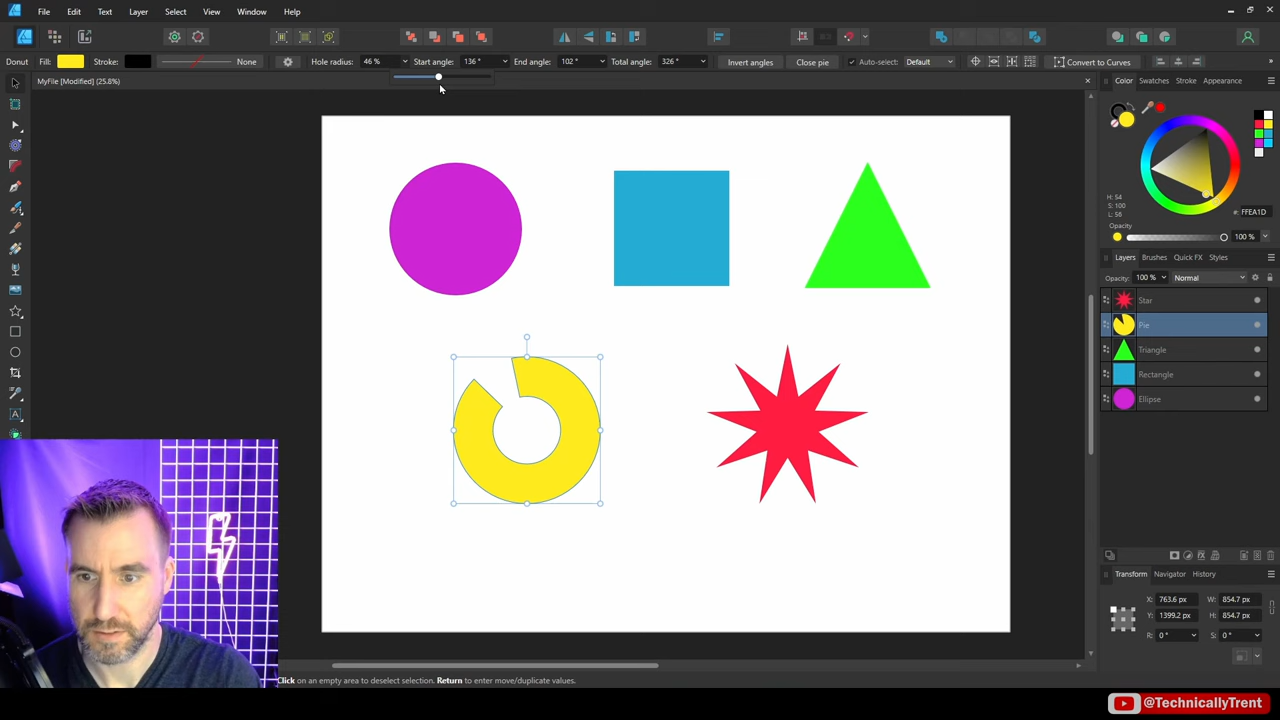 File Edit Text Layer Select View Window Help
Donut Fill: Stroke: None Hole radius: 46 % Start angle: 136 ° End angle: 102 ° Total angle: 326 ° Invert angles Close pie Auto-select: Default Convert to Curves
MyFile [Modified] (25.8%)
Color Swatches Stroke Appearance
H: 54
S: 100
L: 58
FFEA1D
Opacity
100 %
Layers Brushes Quick FX Styles
Opacity: 100 % Normal
Star
Pie
Triangle
Rectangle
Ellipse
Transform Navigator History
X: 763.6 px W: 854.7 px
Y: 1399.2 px H: 854.7 px
R: 0 ° S: 0 °
Click on an empty area to deselect selection. Return to enter move/duplicate values.
@TechnicallyTrent